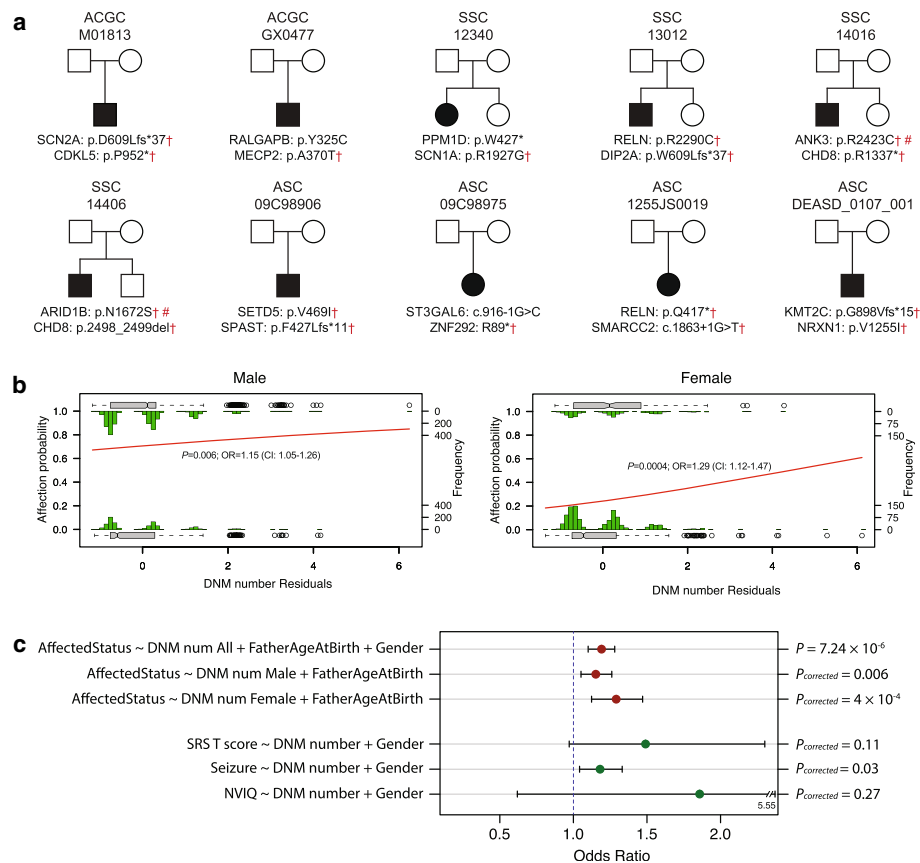 a
ACGC
M01813
SCN2A: p.D609Lfs*37†
CDKL5: p.P952*†
ACGC
GX0477
RALGAPB: p.Y325C
MECP2: p.A370T†
SSC
12340
PPM1D: p.W427*
SCN1A: p.R1927G†
SSC
13012
RELN: p.R2290C†
DIP2A: p.W609Lfs*37†
SSC
14016
ANK3: p.R2423C† #
CHD8: p.R1337*†
SSC
14406
ARID1B: p.N1672S† #
CHD8: p.2498_2499del†
ASC
09C98906
SETD5: p.V469I†
SPAST: p.F427Lfs*11†
ASC
09C98975
ST3GAL6: c.916-1G>C
ZNF292: R89*†
ASC
1255JS0019
RELN: p.Q417*†
SMARCC2: c.1863+1G>T†
ASC
DEASD_0107_001
KMT2C: p.G898Vfs*15†
NRXN1: p.V1255I†
b
Male
Affection probability
1.0
0.8
0.6
0.4
0.2
0.0
P=0.006; OR=1.15 (CI: 1.05-1.26)
0
200
400
400
200
0
Frequency
0 2 4 6
DNM number Residuals
Female
Affection probability
1.0
0.8
0.6
0.4
0.2
0.0
P=0.0004; OR=1.29 (CI: 1.12-1.47)
0
75
150
150
75
0
Frequency
0 2 4 6
DNM number Residuals
c
AffectedStatus ~ DNM num All + FatherAgeAtBirth + Gender P = 7.24 × 10⁻⁶
AffectedStatus ~ DNM num Male + FatherAgeAtBirth Pcorrected = 0.006
AffectedStatus ~ DNM num Female + FatherAgeAtBirth Pcorrected = 4 × 10⁻⁴
SRS T score ~ DNM number + Gender Pcorrected = 0.11
Seizure ~ DNM number + Gender Pcorrected = 0.03
NVIQ ~ DNM number + Gender Pcorrected = 0.27
5.55
0.5 1.0 1.5 2.0
Odds Ratio